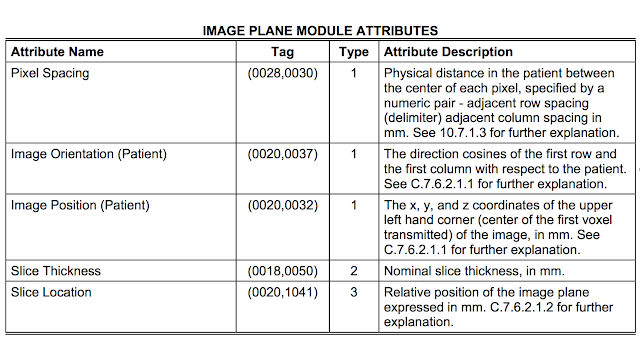 IMAGE PLANE MODULE ATTRIBUTES
Attribute Name Tag Type Attribute Description
Pixel Spacing (0028,0030) 1 Physical distance in the patient between
the center of each pixel, specified by a
numeric pair - adjacent row spacing
(delimiter) adjacent column spacing in
mm. See 10.7.1.3 for further explanation.
Image Orientation (Patient) (0020,0037) 1 The direction cosines of the first row and
the first column with respect to the patient.
See C.7.6.2.1.1 for further explanation.
Image Position (Patient) (0020,0032) 1 The x, y, and z coordinates of the upper
left hand corner (center of the first voxel
transmitted) of the image, in mm. See
C.7.6.2.1.1 for further explanation.
Slice Thickness (0018,0050) 2 Nominal slice thickness, in mm.
Slice Location (0020,1041) 3 Relative position of the image plane
expressed in mm. C.7.6.2.1.2 for further
explanation.